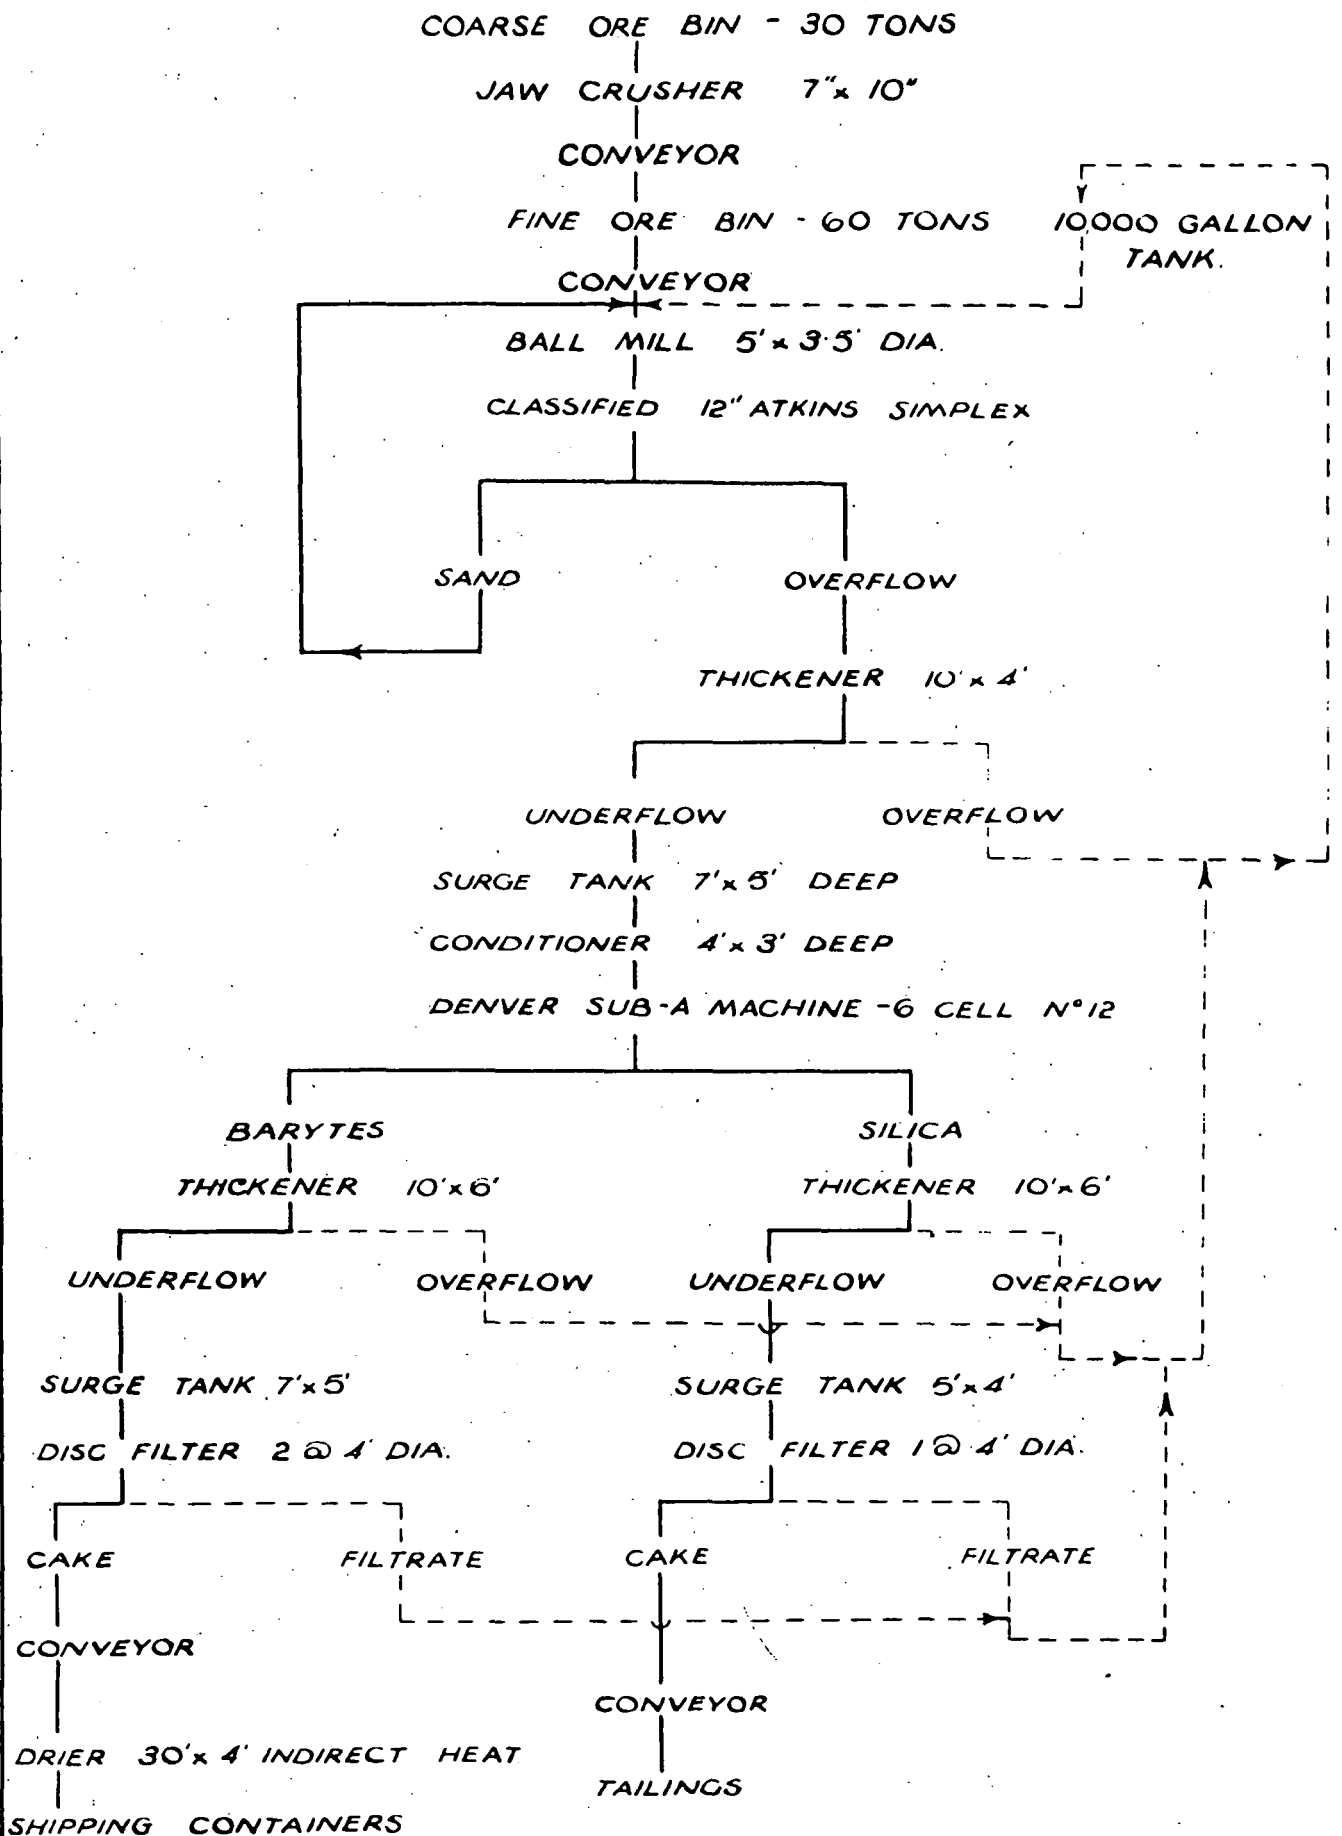 COARSE ORE BIN - 30 TONS
JAW CRUSHER 7" x 10"
CONVEYOR
FINE ORE BIN - 60 TONS
10,000 GALLON
TANK.
CONVEYOR
BALL MILL 5' x 3·5' DIA.
CLASSIFIED 12" ATKINS SIMPLEX
SAND
OVERFLOW
THICKENER 10' x 4'
UNDERFLOW
OVERFLOW
SURGE TANK 7' x 5' DEEP
CONDITIONER 4' x 3' DEEP
DENVER SUB-A MACHINE - 6 CELL N° 12
BARYTES
SILICA
THICKENER 10' x 6'
THICKENER 10' x 6'
UNDERFLOW
OVERFLOW
UNDERFLOW
OVERFLOW
SURGE TANK 7' x 5'
SURGE TANK 5' x 4'
DISC FILTER 2 @ 4' DIA.
DISC FILTER 1 @ 4' DIA.
CAKE
FILTRATE
CAKE
FILTRATE
CONVEYOR
CONVEYOR
DRIER 30' x 4' INDIRECT HEAT
TAILINGS
SHIPPING CONTAINERS